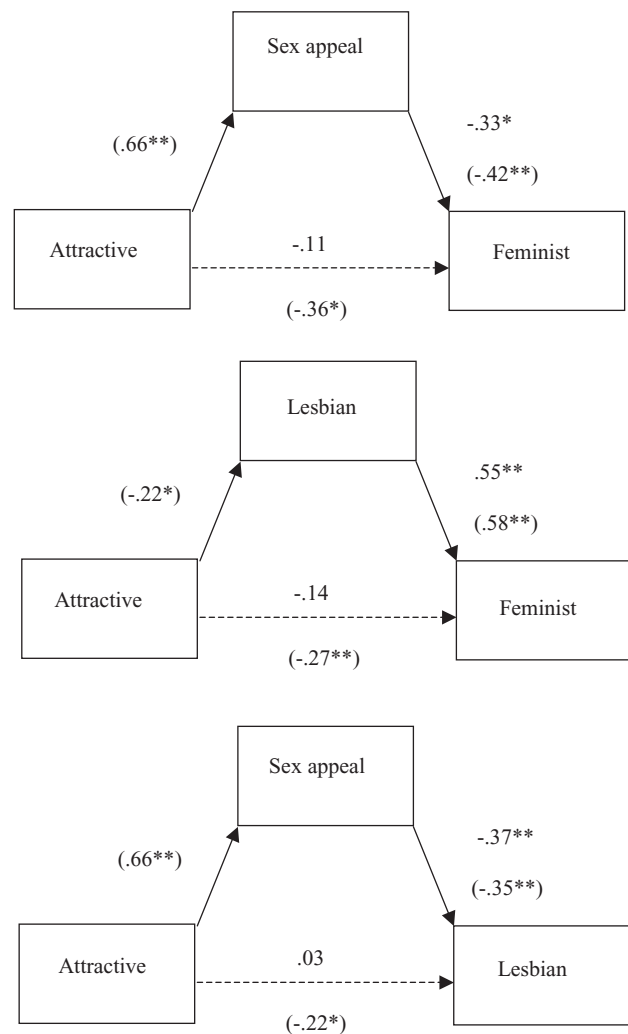 Sex appeal
-.33*
(.66**)
(-.42**)
Attractive
-.11
Feminist
(-.36*)
Lesbian
.55**
(-.22*)
(.58**)
Attractive
-.14
Feminist
(-.27**)
Sex appeal
-.37**
(.66**)
(-.35**)
Attractive
.03
Lesbian
(-.22*)